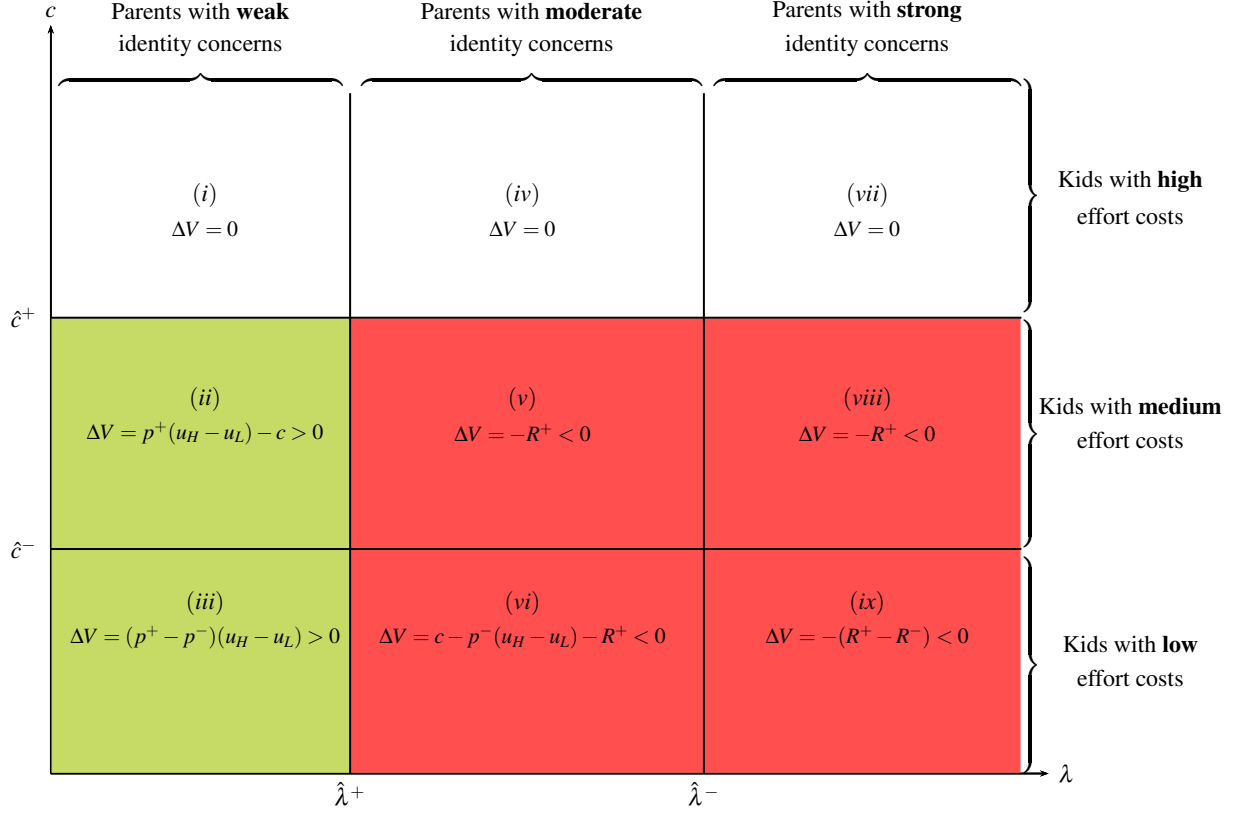 c
Parents with weak
identity concerns
Parents with moderate
identity concerns
Parents with strong
identity concerns
(i)
ΔV = 0
(iv)
ΔV = 0
(vii)
ΔV = 0
Kids with high
effort costs
ĉ⁺
(ii)
ΔV = p⁺(u_H − u_L) − c > 0
(v)
ΔV = −R⁺ < 0
(viii)
ΔV = −R⁺ < 0
Kids with medium
effort costs
ĉ⁻
(iii)
ΔV = (p⁺ − p⁻)(u_H − u_L) > 0
(vi)
ΔV = c − p⁻(u_H − u_L) − R⁺ < 0
(ix)
ΔV = −(R⁺ − R⁻) < 0
Kids with low
effort costs
λ̂⁺
λ̂⁻
λ